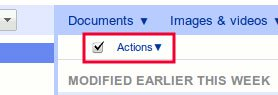 Documents ▼ Images & videos ▼
Actions▼
MODIFIED EARLIER THIS WEEK